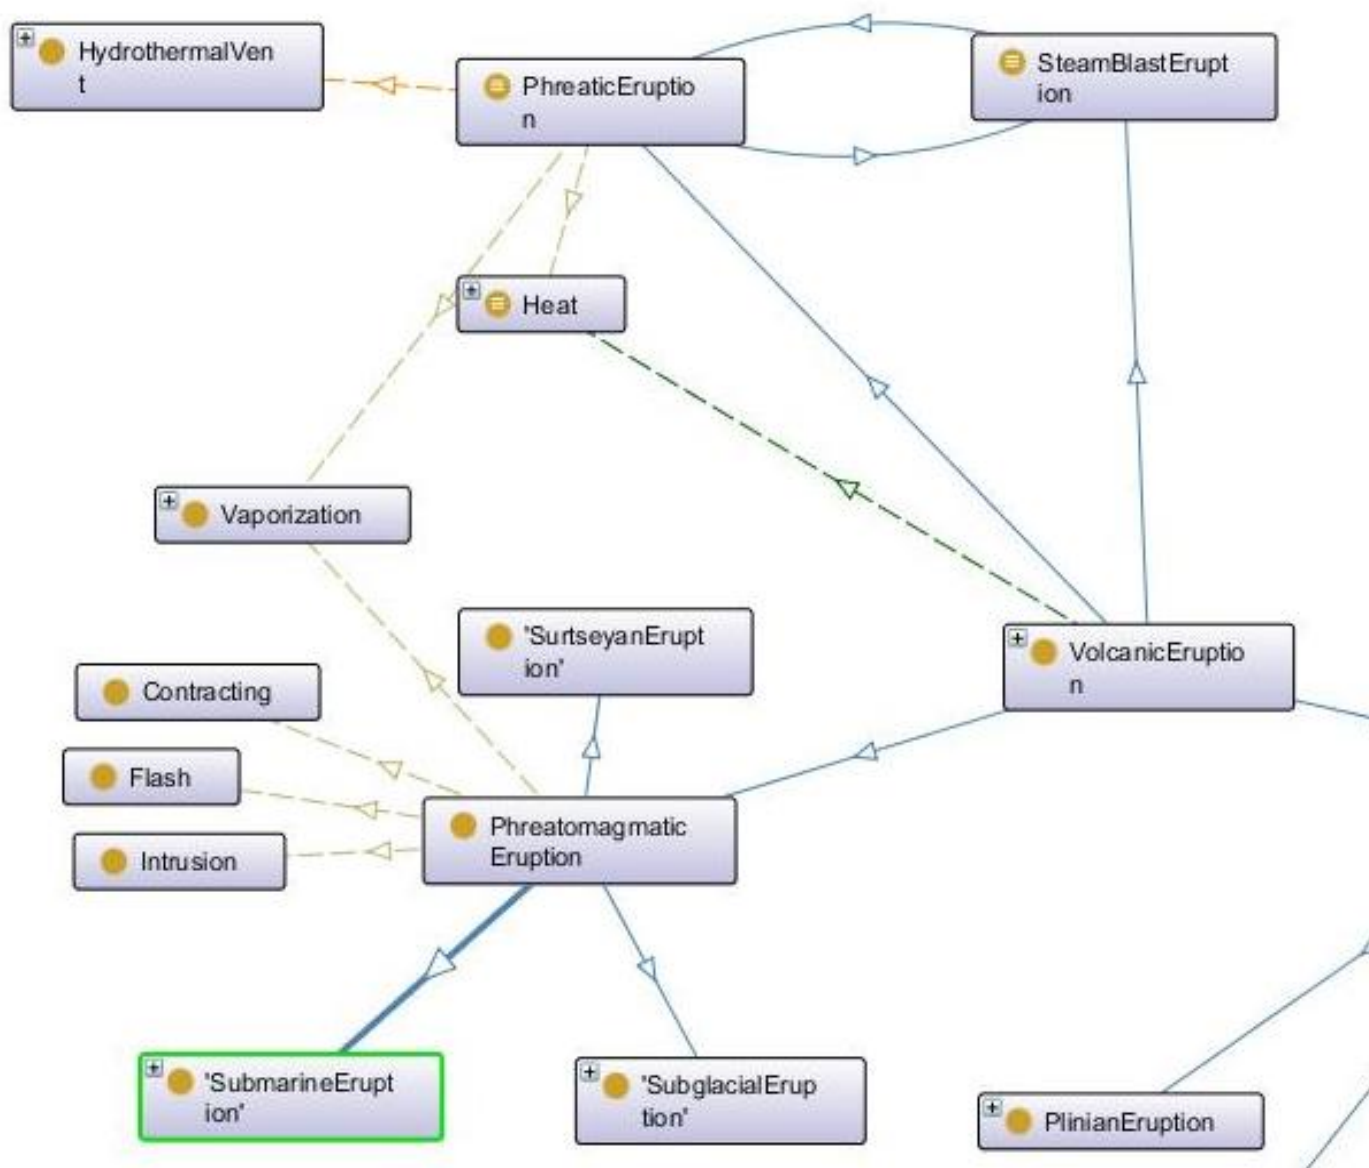 HydrothermalVen
t
PhreaticEruptio
n
SteamBlastErupt
ion
Heat
Vaporization
'SurtseyanErupt
ion'
VolcanicEruptio
n
Contracting
Flash
Intrusion
Phreatomagmatic
Eruption
'SubmarineErupt
ion'
'SubglacialErup
tion'
PlinianEruption